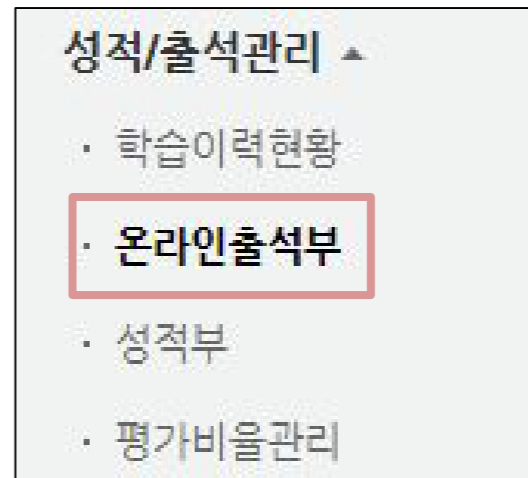 성적/출석관리 ▲
· 학습이력현황
· 온라인출석부
· 성적부
· 평가비율관리